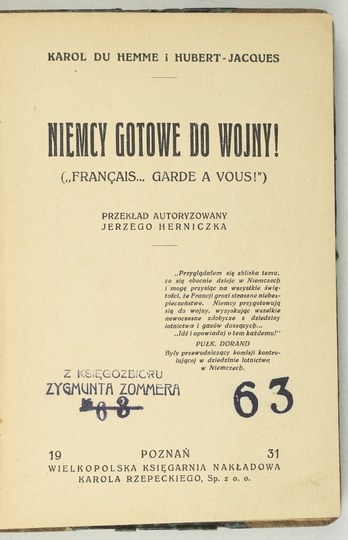 KAROL DU HEMME i HUBERT-JACQUES
NIEMCY GOTOWE DO WOJNY!
(„FRANÇAIS... GARDE A VOUS!”)
PRZEKŁAD AUTORYZOWANY
JERZEGO HERNICZKA
„Przyglądałem się zbliska temu,
co się obecnie dzieje w Niemczech
i mogę przysiąc na wszystkie świę-
tości, że Francji grozi straszne niebez-
pieczeństwo. Niemcy przygotowują
się do wojny, wyzyskując wszelkie
nowoczesne zdobycze z dziedziny
lotnictwa i gazów duszących...
„Idź i opowiadaj o tem każdemu!”
PUŁK. DORAND
Były przewodniczący komisji kontro-
lującej w dziedzinie lotnictwa
w Niemczech.
Z KSIĘGOZBIORU
ZYGMUNTA ZOMMERA
63
19 POZNAŃ 31
WIELKOPOLSKA KSIĘGARNIA NAKŁADOWA
KAROLA RZEPECKIEGO, Sp. z o. o.